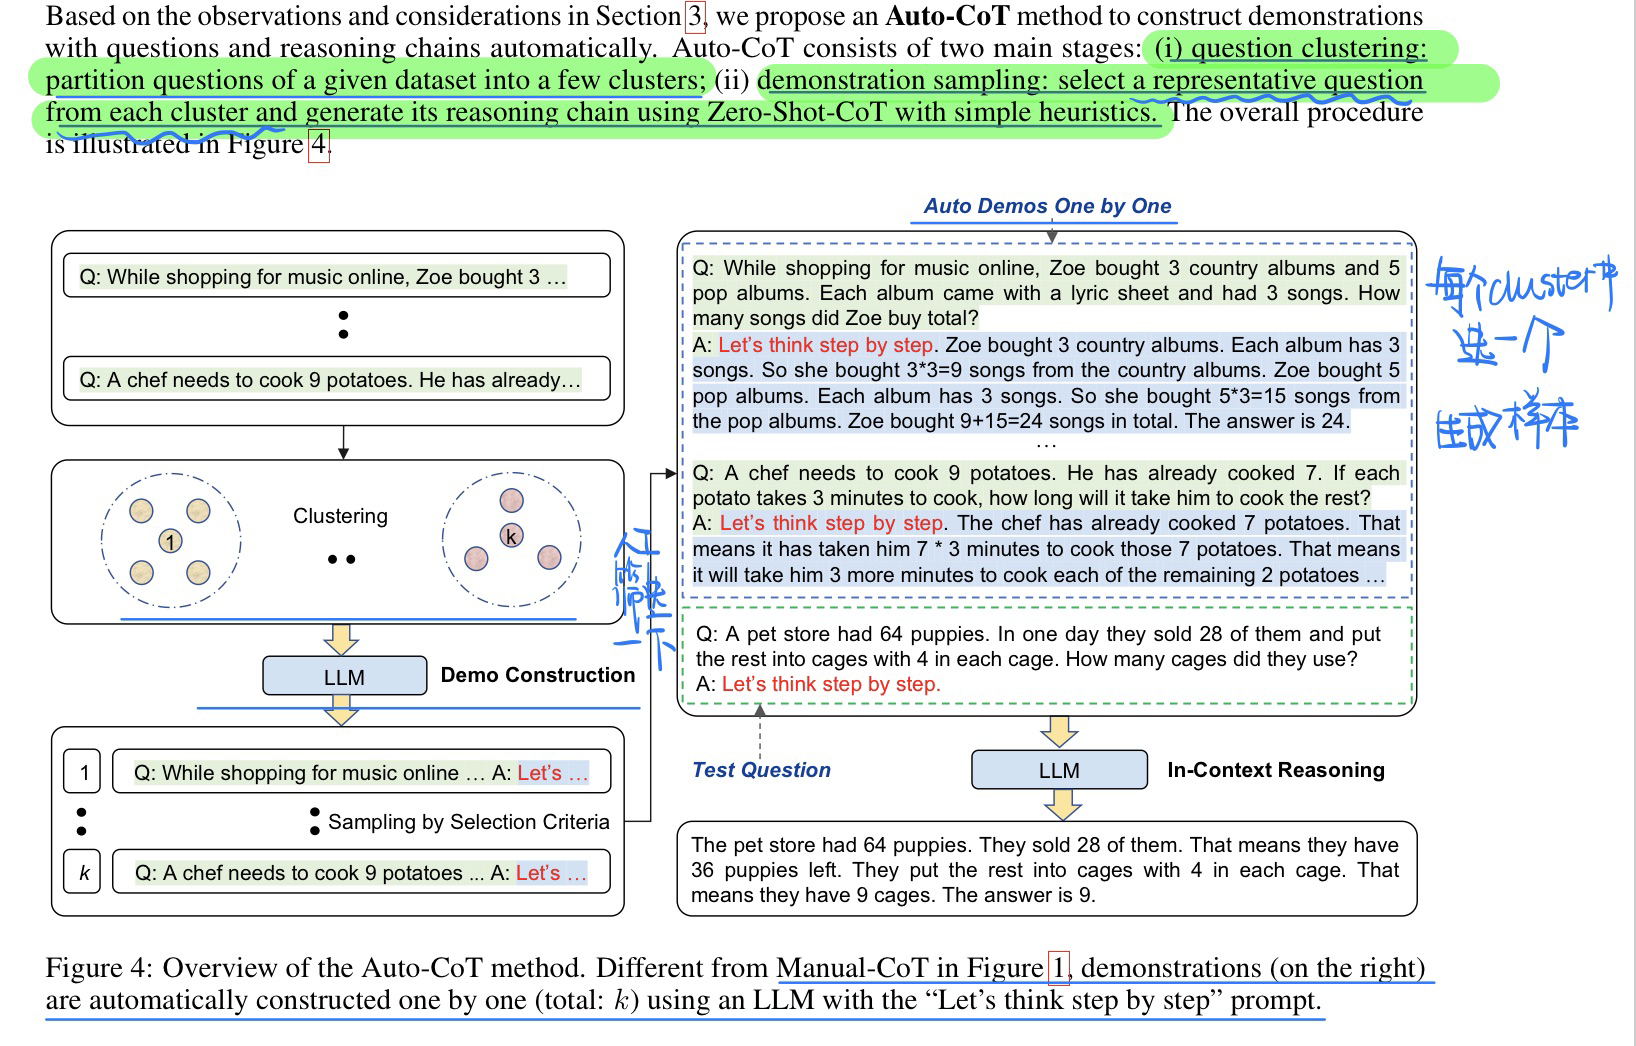 Based on the observations and considerations in Section 3, we propose an Auto-CoT method to construct demonstrations
with questions and reasoning chains automatically. Auto-CoT consists of two main stages: (i) question clustering:
partition questions of a given dataset into a few clusters; (ii) demonstration sampling: select a representative question
from each cluster and generate its reasoning chain using Zero-Shot-CoT with simple heuristics. The overall procedure
is illustrated in Figure 4.
Q: While shopping for music online, Zoe bought 3 …
Q: A chef needs to cook 9 potatoes. He has already…
1
Clustering
k
LLM
Demo Construction
1
Q: While shopping for music online … A: Let's …
Sampling by Selection Criteria
k
Q: A chef needs to cook 9 potatoes ... A: Let's …
Auto Demos One by One
Q: While shopping for music online, Zoe bought 3 country albums and 5
pop albums. Each album came with a lyric sheet and had 3 songs. How
many songs did Zoe buy total?
A: Let's think step by step. Zoe bought 3 country albums. Each album has 3
songs. So she bought 3*3=9 songs from the country albums. Zoe bought 5
pop albums. Each album has 3 songs. So she bought 5*3=15 songs from
the pop albums. Zoe bought 9+15=24 songs in total. The answer is 24.
…
Q: A chef needs to cook 9 potatoes. He has already cooked 7. If each
potato takes 3 minutes to cook, how long will it take him to cook the rest?
A: Let's think step by step. The chef has already cooked 7 potatoes. That
means it has taken him 7 * 3 minutes to cook those 7 potatoes. That means
it will take him 3 more minutes to cook each of the remaining 2 potatoes …
Q: A pet store had 64 puppies. In one day they sold 28 of them and put
the rest into cages with 4 in each cage. How many cages did they use?
A: Let's think step by step.
Test Question
LLM
In-Context Reasoning
The pet store had 64 puppies. They sold 28 of them. That means they have
36 puppies left. They put the rest into cages with 4 in each cage. That
means they have 9 cages. The answer is 9.
每个cluster中
选一个
生成样本
Figure 4: Overview of the Auto-CoT method. Different from Manual-CoT in Figure 1, demonstrations (on the right)
are automatically constructed one by one (total: k) using an LLM with the “Let's think step by step” prompt.